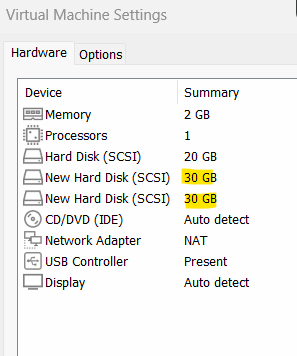 Virtual Machine Settings
Hardware Options
Device Summary
Memory 2 GB
Processors 1
Hard Disk (SCSI) 20 GB
New Hard Disk (SCSI) 30 GB
New Hard Disk (SCSI) 30 GB
CD/DVD (IDE) Auto detect
Network Adapter NAT
USB Controller Present
Display Auto detect